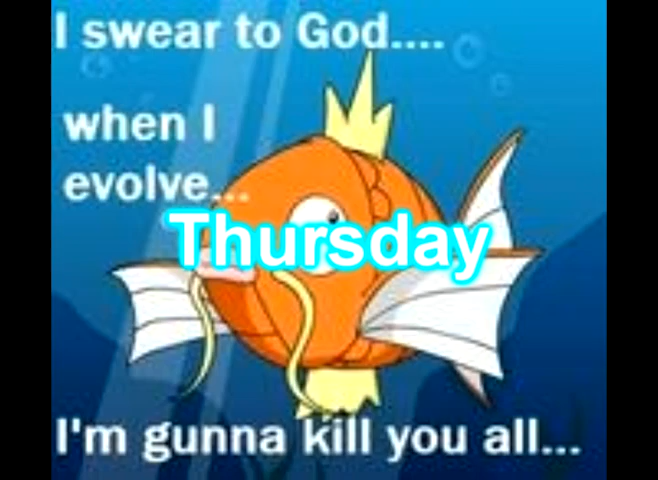 I swear to God....
when I
evolve...
Thursday
I'm gunna kill you all...